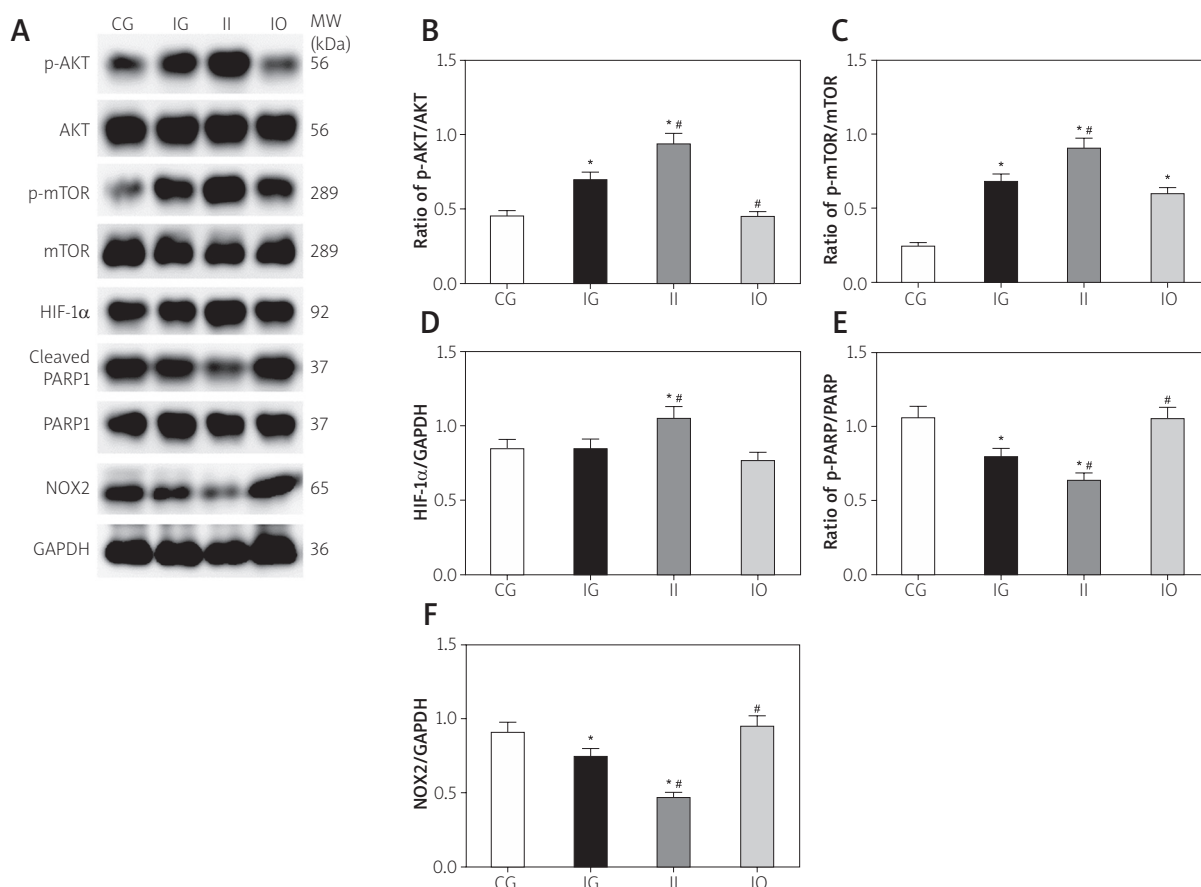 A
CG IG II IO MW
(kDa)
p-AKT 56
AKT 56
p-mTOR 289
mTOR 289
HIF-1α 92
Cleaved
PARP1 37
PARP1 37
NOX2 65
GAPDH 36
B
Ratio of p-AKT/AKT
1.5
1.0
0.5
0.0
*
* #
#
CG IG II IO
C
Ratio of p-mTOR/mTOR
1.5
1.0
0.5
0.0
*
* #
*
CG IG II IO
D
HIF-1α/GAPDH
1.5
1.0
0.5
0.0
* #
CG IG II IO
E
Ratio of p-PARP/PARP
1.5
1.0
0.5
0.0
*
* #
#
CG IG II IO
F
NOX2/GAPDH
1.5
1.0
0.5
0.0
*
* #
#
CG IG II IO